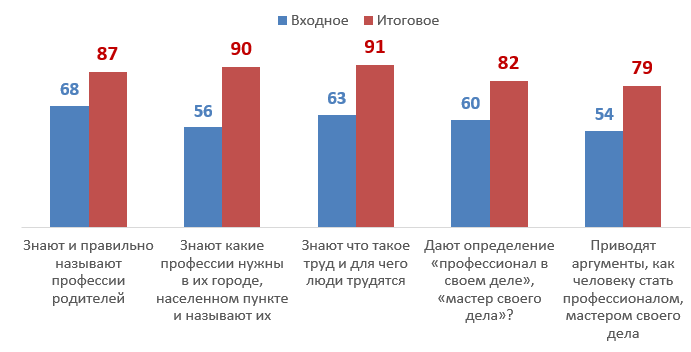 Входное Итоговое
68 87 56 90 63 91 60 82 54 79
Знают и правильно
называют
профессии
родителей
Знают какие
профессии нужны
в их городе,
населенном пункте
и называют их
Знают что такое
труд и для чего
люди трудятся
Дают определение
«профессионал в
своем деле»,
«мастер своего
дела»?
Приводят
аргументы, как
человеку стать
профессионалом,
мастером своего
дела